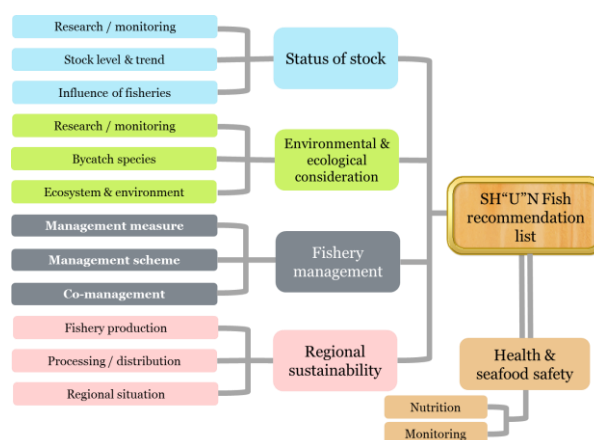 Research / monitoring
Stock level & trend
Influence of fisheries
Status of stock
Research / monitoring
Bycatch species
Ecosystem & environment
Environmental &
ecological
consideration
Management measure
Management scheme
Co-management
Fishery
management
Fishery production
Processing / distribution
Regional situation
Regional
sustainability
SH“U”N Fish
recommendation
list
Health &
seafood safety
Nutrition
Monitoring